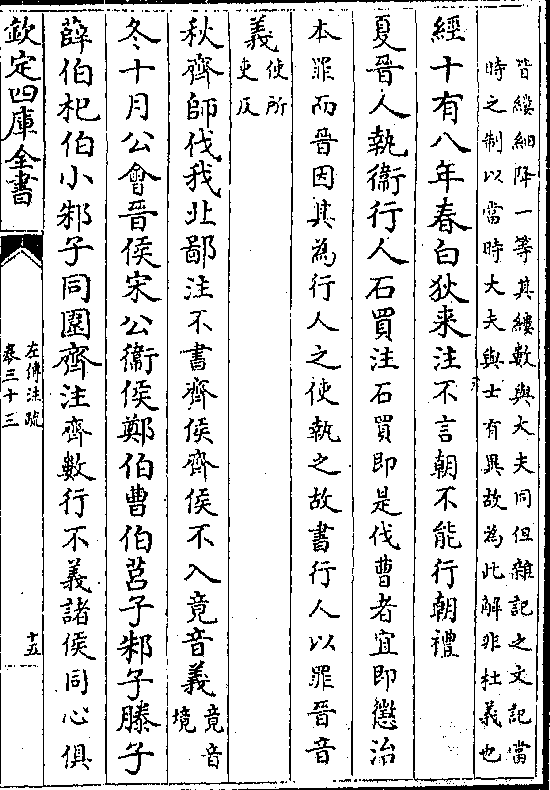 皆縷細降一等其縷數與大夫同但雜記之文記當
時之制以當時大夫與士有異故為此解非杜義也
經十有八年春白狄来注不言朝不能行朝禮
夏晉人執衛行人石買注石買即是伐曹者宜即懲治
本罪而晉因其為行人之使執之故書行人以罪晉音
義使所
吏反
秋齊師伐我北鄙注不書齊侯齊侯不入竟音義竟音
境
冬十月公會晉侯宋公衛侯鄭伯曹伯莒子邾子滕子
薛伯杞伯小邾子同圍齊注齊數行不義諸侯同心俱
欽定四庫全書
左傳注疏
卷三十三
十五